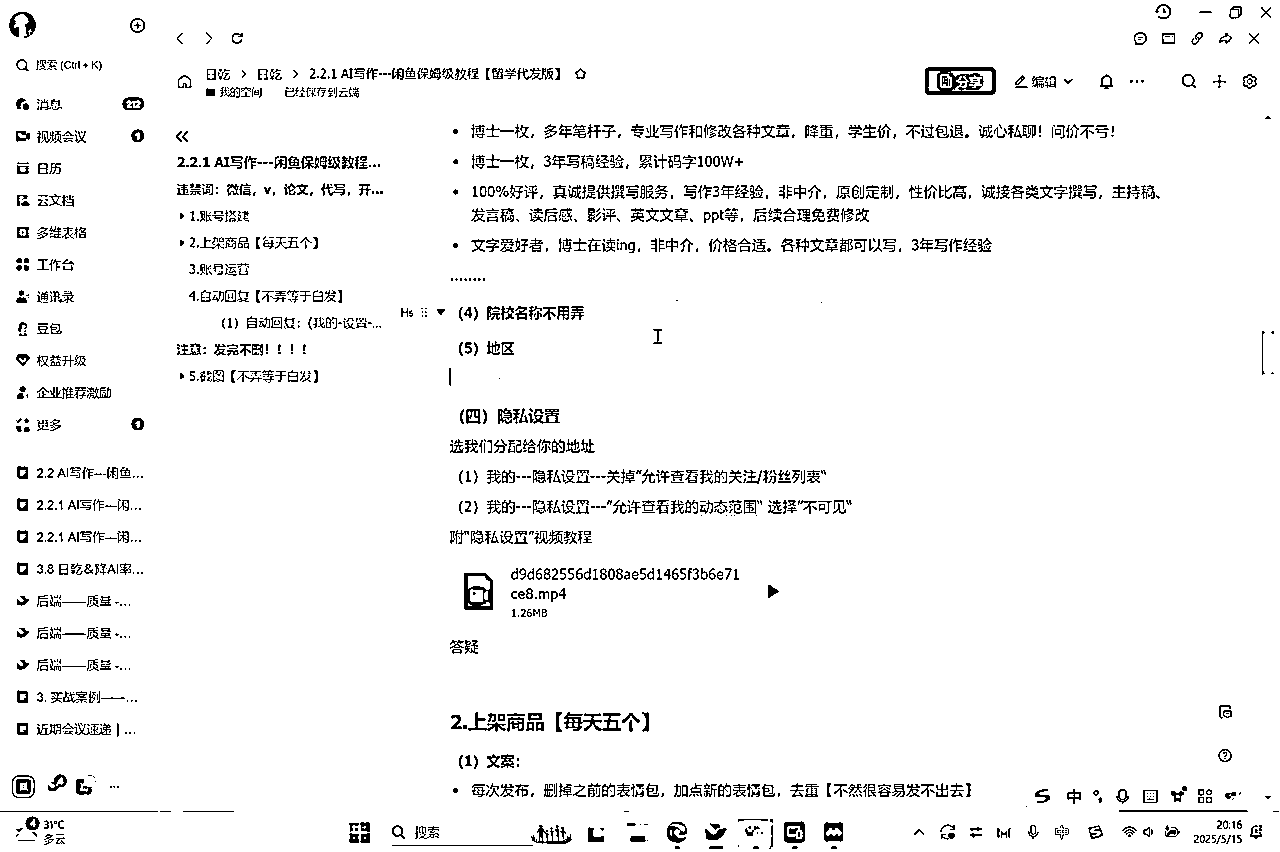 搜索 (Ctrl + K)
消息
视频会议
日历
云文档
多维表格
工作台
通讯录
豆包
权益升级
企业推荐激励
更多
2.2 AI写作---闲鱼...
2.2.1 AI写作---闲...
2.2.1 AI写作---闲...
3.8 日乾&降AI率...
后端——质量 -...
后端——质量 -...
后端——质量 -...
3. 实战案例——...
近期会议速递 | ...
日乾 > 日乾 > 2.2.1 AI写作---闲鱼保姆级教程【留学代发版】
我的空间 已经保存到云端
分享
编辑
2.2.1 AI写作---闲鱼保姆级教程...
违禁词：微信，v，论文，代写，开...
1.账号搭建
2.上架商品【每天五个】
3.账号运营
4.自动回复【不弄等于白发】
（1）自动回复：(我的-设置-...
注意：发完不删！！！！
5.截图【不弄等于白发】
• 博士一枚，多年笔杆子，专业写作和修改各种文章，降重，学生价，不过包退。诚心私聊！问价不亏！
• 博士一枚，3年写稿经验，累计码字100W+
• 100%好评，真诚提供撰写服务，写作3年经验，非中介，原创定制，性价比高，诚接各类文字撰写，主持稿、
发言稿、读后感、影评、英文文章、ppt等，后续合理免费修改
• 文字爱好者，博士在读ing，非中介，价格合适。各种文章都可以写，3年写作经验
........
H5
（4）院校名称不用弄
（5）地区
（四）隐私设置
选我们分配给你的地址
（1）我的---隐私设置---关掉“允许查看我的关注/粉丝列表“
（2）我的---隐私设置---”允许查看我的动态范围“ 选择”不可见“
附“隐私设置”视频教程
d9d682556d1808ae5d1465f3b6e71
ce8.mp4
1.26MB
答疑
2.上架商品【每天五个】
（1）文案：
• 每次发布，删掉之前的表情包，加点新的表情包，去重【不然很容易发不出去】
中
31°C
多云
搜索
中
20:16
2025/5/15